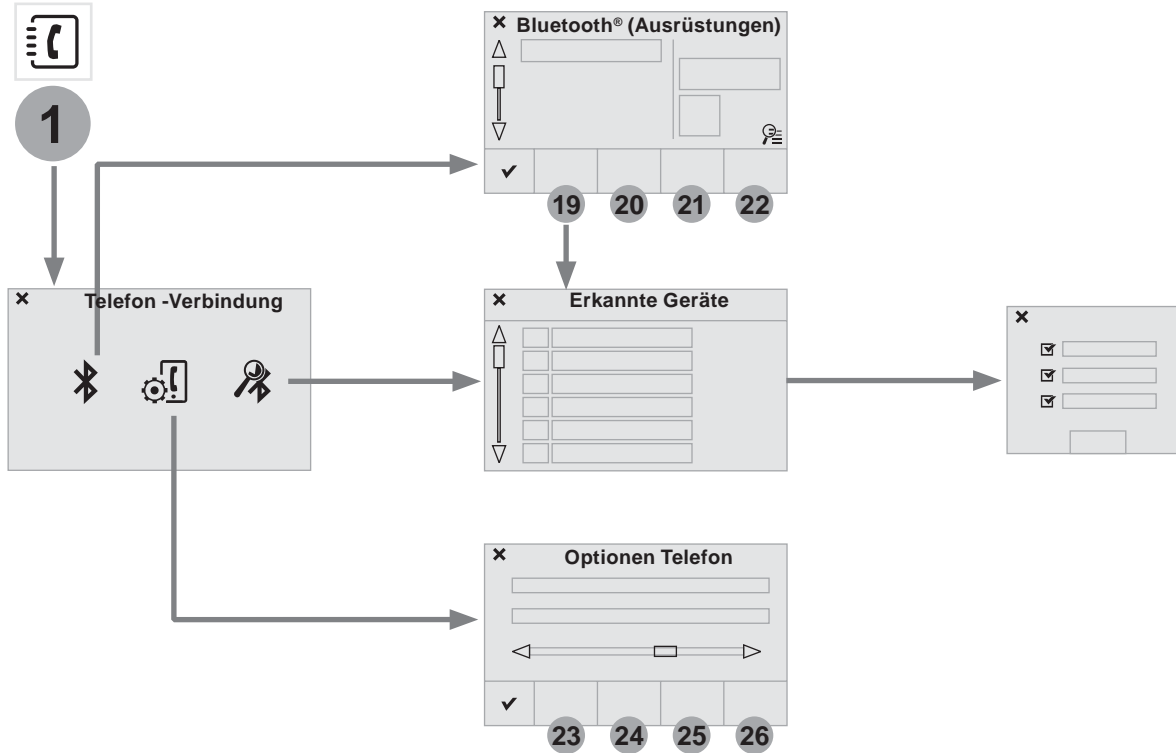 1
Bluetooth® (Ausrüstungen)
19 20 21 22
Telefon -Verbindung
Erkannte Geräte
Optionen Telefon
23 24 25 26